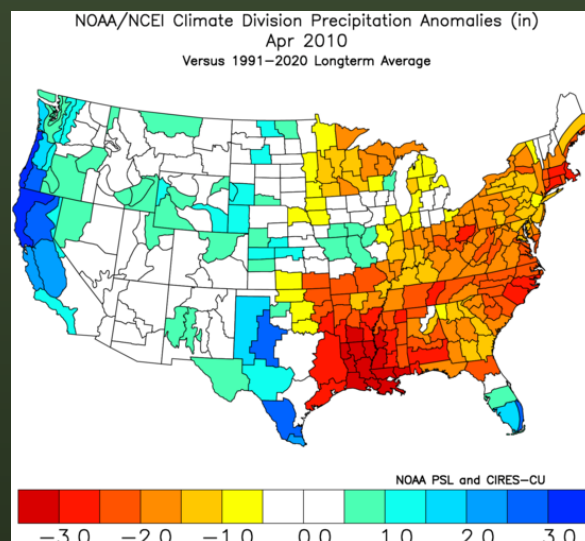 NOAA/NCEI Climate Division Precipitation Anomalies (in)
Apr 2010
Versus 1991-2020 Longterm Average
NOAA PSL and CIRES-CU
-3.0 -2.0 -1.0 0.0 1.0 2.0 3.0